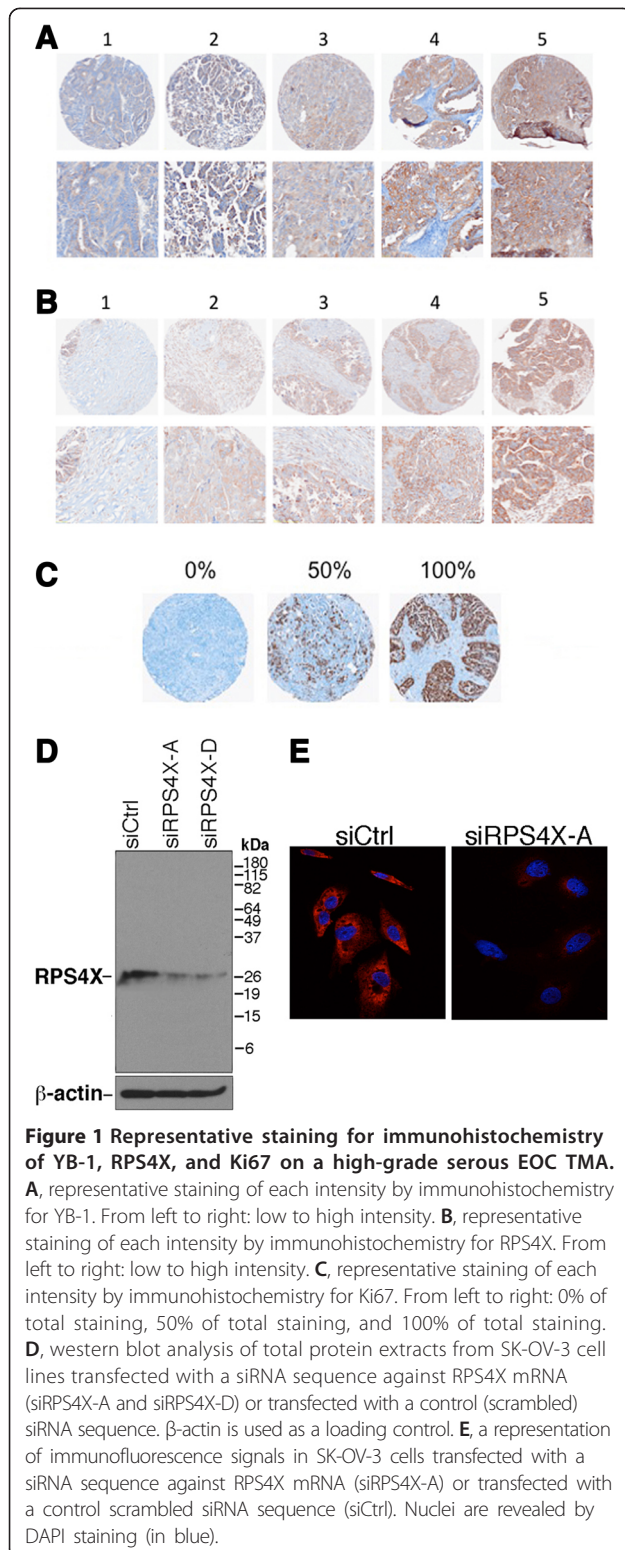 A
1 2 3 4 5
B
1 2 3 4 5
C
0% 50% 100%
D
siCtrl
siRPS4X-A
siRPS4X-D
kDa
180
115
82
64
49
37
26
19
15
6
RPS4X
β-actin
E
siCtrl siRPS4X-A
Figure 1 Representative staining for immunohistochemistry
of YB-1, RPS4X, and Ki67 on a high-grade serous EOC TMA.
A, representative staining of each intensity by immunohistochemistry
for YB-1. From left to right: low to high intensity. B, representative
staining of each intensity by immunohistochemistry for RPS4X. From
left to right: low to high intensity. C, representative staining of each
intensity by immunohistochemistry for Ki67. From left to right: 0% of
total staining, 50% of total staining, and 100% of total staining.
D, western blot analysis of total protein extracts from SK-OV-3 cell
lines transfected with a siRNA sequence against RPS4X mRNA
(siRPS4X-A and siRPS4X-D) or transfected with a control (scrambled)
siRNA sequence. β-actin is used as a loading control. E, a representation
of immunofluorescence signals in SK-OV-3 cells transfected with a
siRNA sequence against RPS4X mRNA (siRPS4X-A) or transfected with
a control scrambled siRNA sequence (siCtrl). Nuclei are revealed by
DAPI staining (in blue).